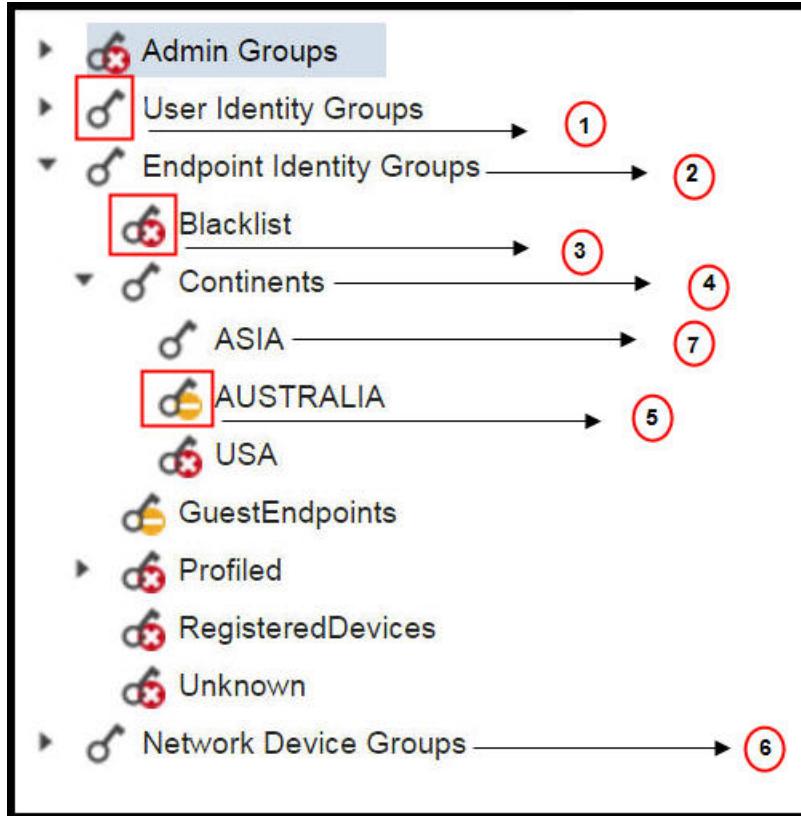 Admin Groups
User Identity Groups 1
Endpoint Identity Groups 2
Blacklist 3
Continents 4
ASIA 7
AUSTRALIA 5
USA
GuestEndpoints
Profiled
RegisteredDevices
Unknown
Network Device Groups 6